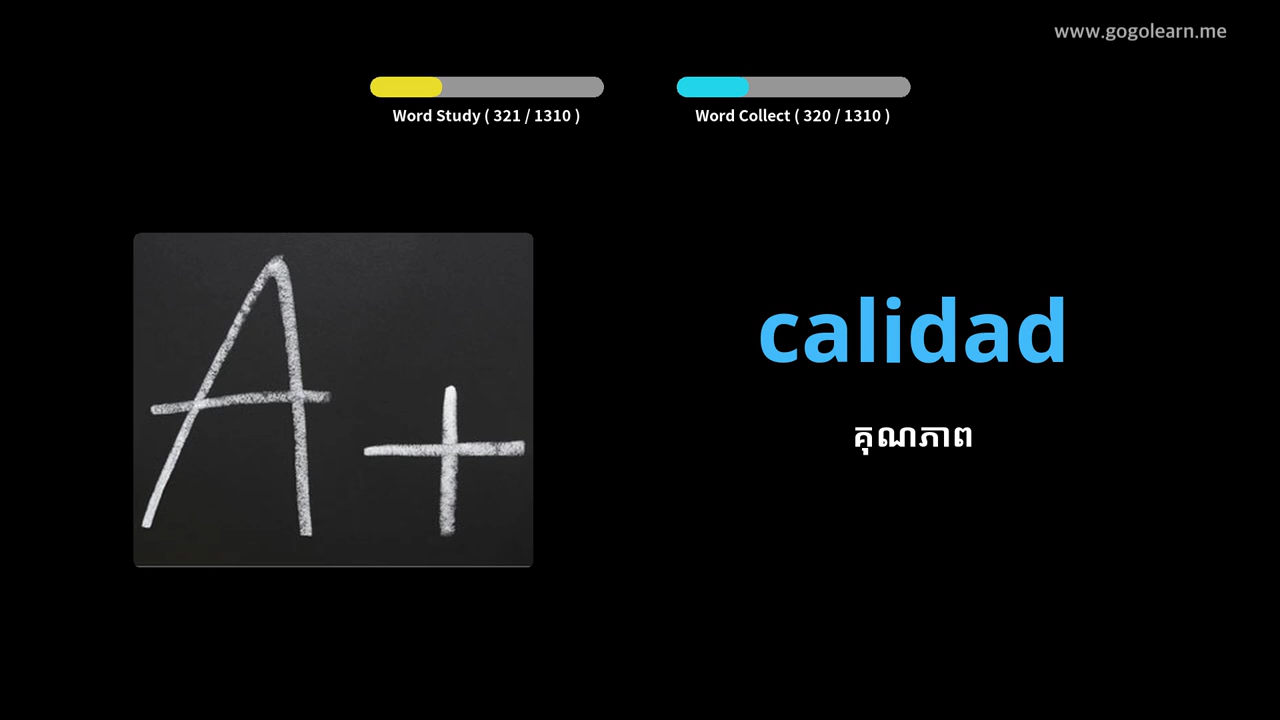 www.gogolearn.me
Word Study ( 321 / 1310 )
Word Collect ( 320 / 1310 )
A+
calidad
គុណភាព